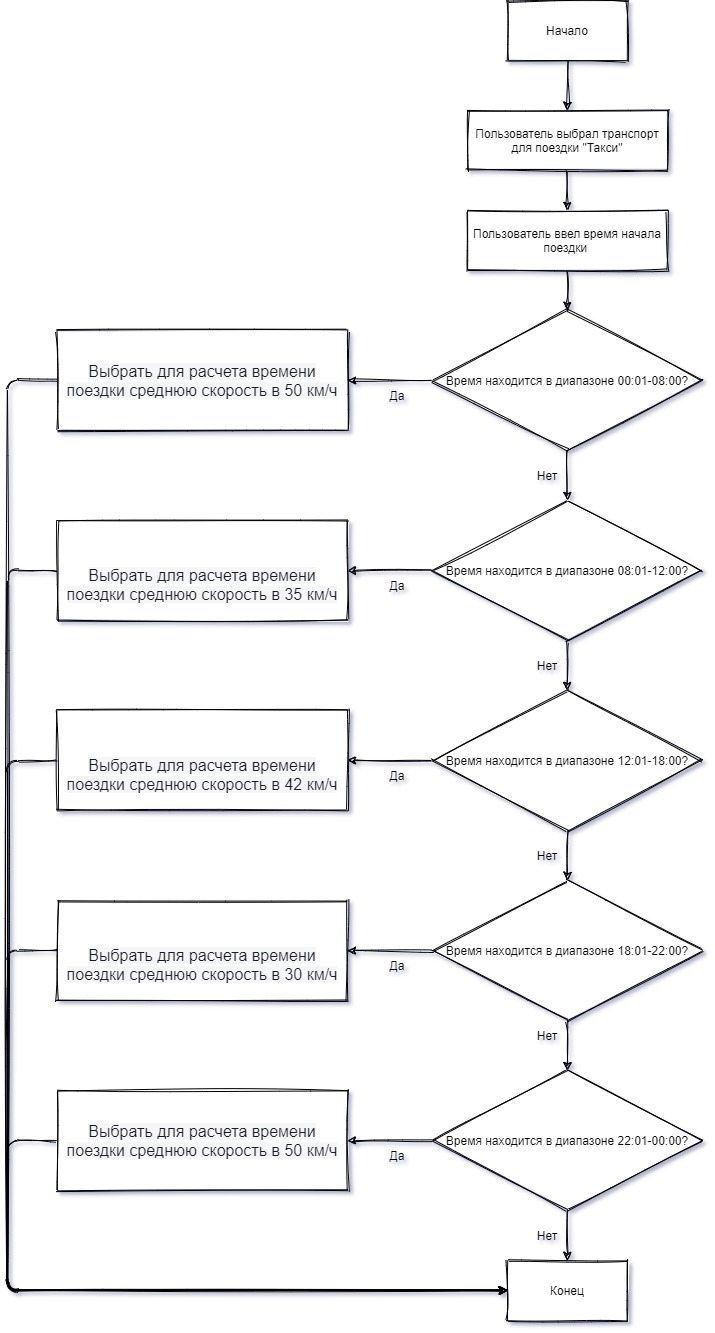 Начало
Пользователь выбрал транспорт
для поездки "Такси"
Пользователь ввел время начала
поездки
Время находится в диапазоне 00:01-08:00?
Да
Выбрать для расчета времени
поездки среднюю скорость в 50 км/ч
Нет
Время находится в диапазоне 08:01-12:00?
Да
Выбрать для расчета времени
поездки среднюю скорость в 35 км/ч
Нет
Время находится в диапазоне 12:01-18:00?
Да
Выбрать для расчета времени
поездки среднюю скорость в 42 км/ч
Нет
Время находится в диапазоне 18:01-22:00?
Да
Выбрать для расчета времени
поездки среднюю скорость в 30 км/ч
Нет
Время находится в диапазоне 22:01-00:00?
Да
Выбрать для расчета времени
поездки среднюю скорость в 50 км/ч
Нет
Конец